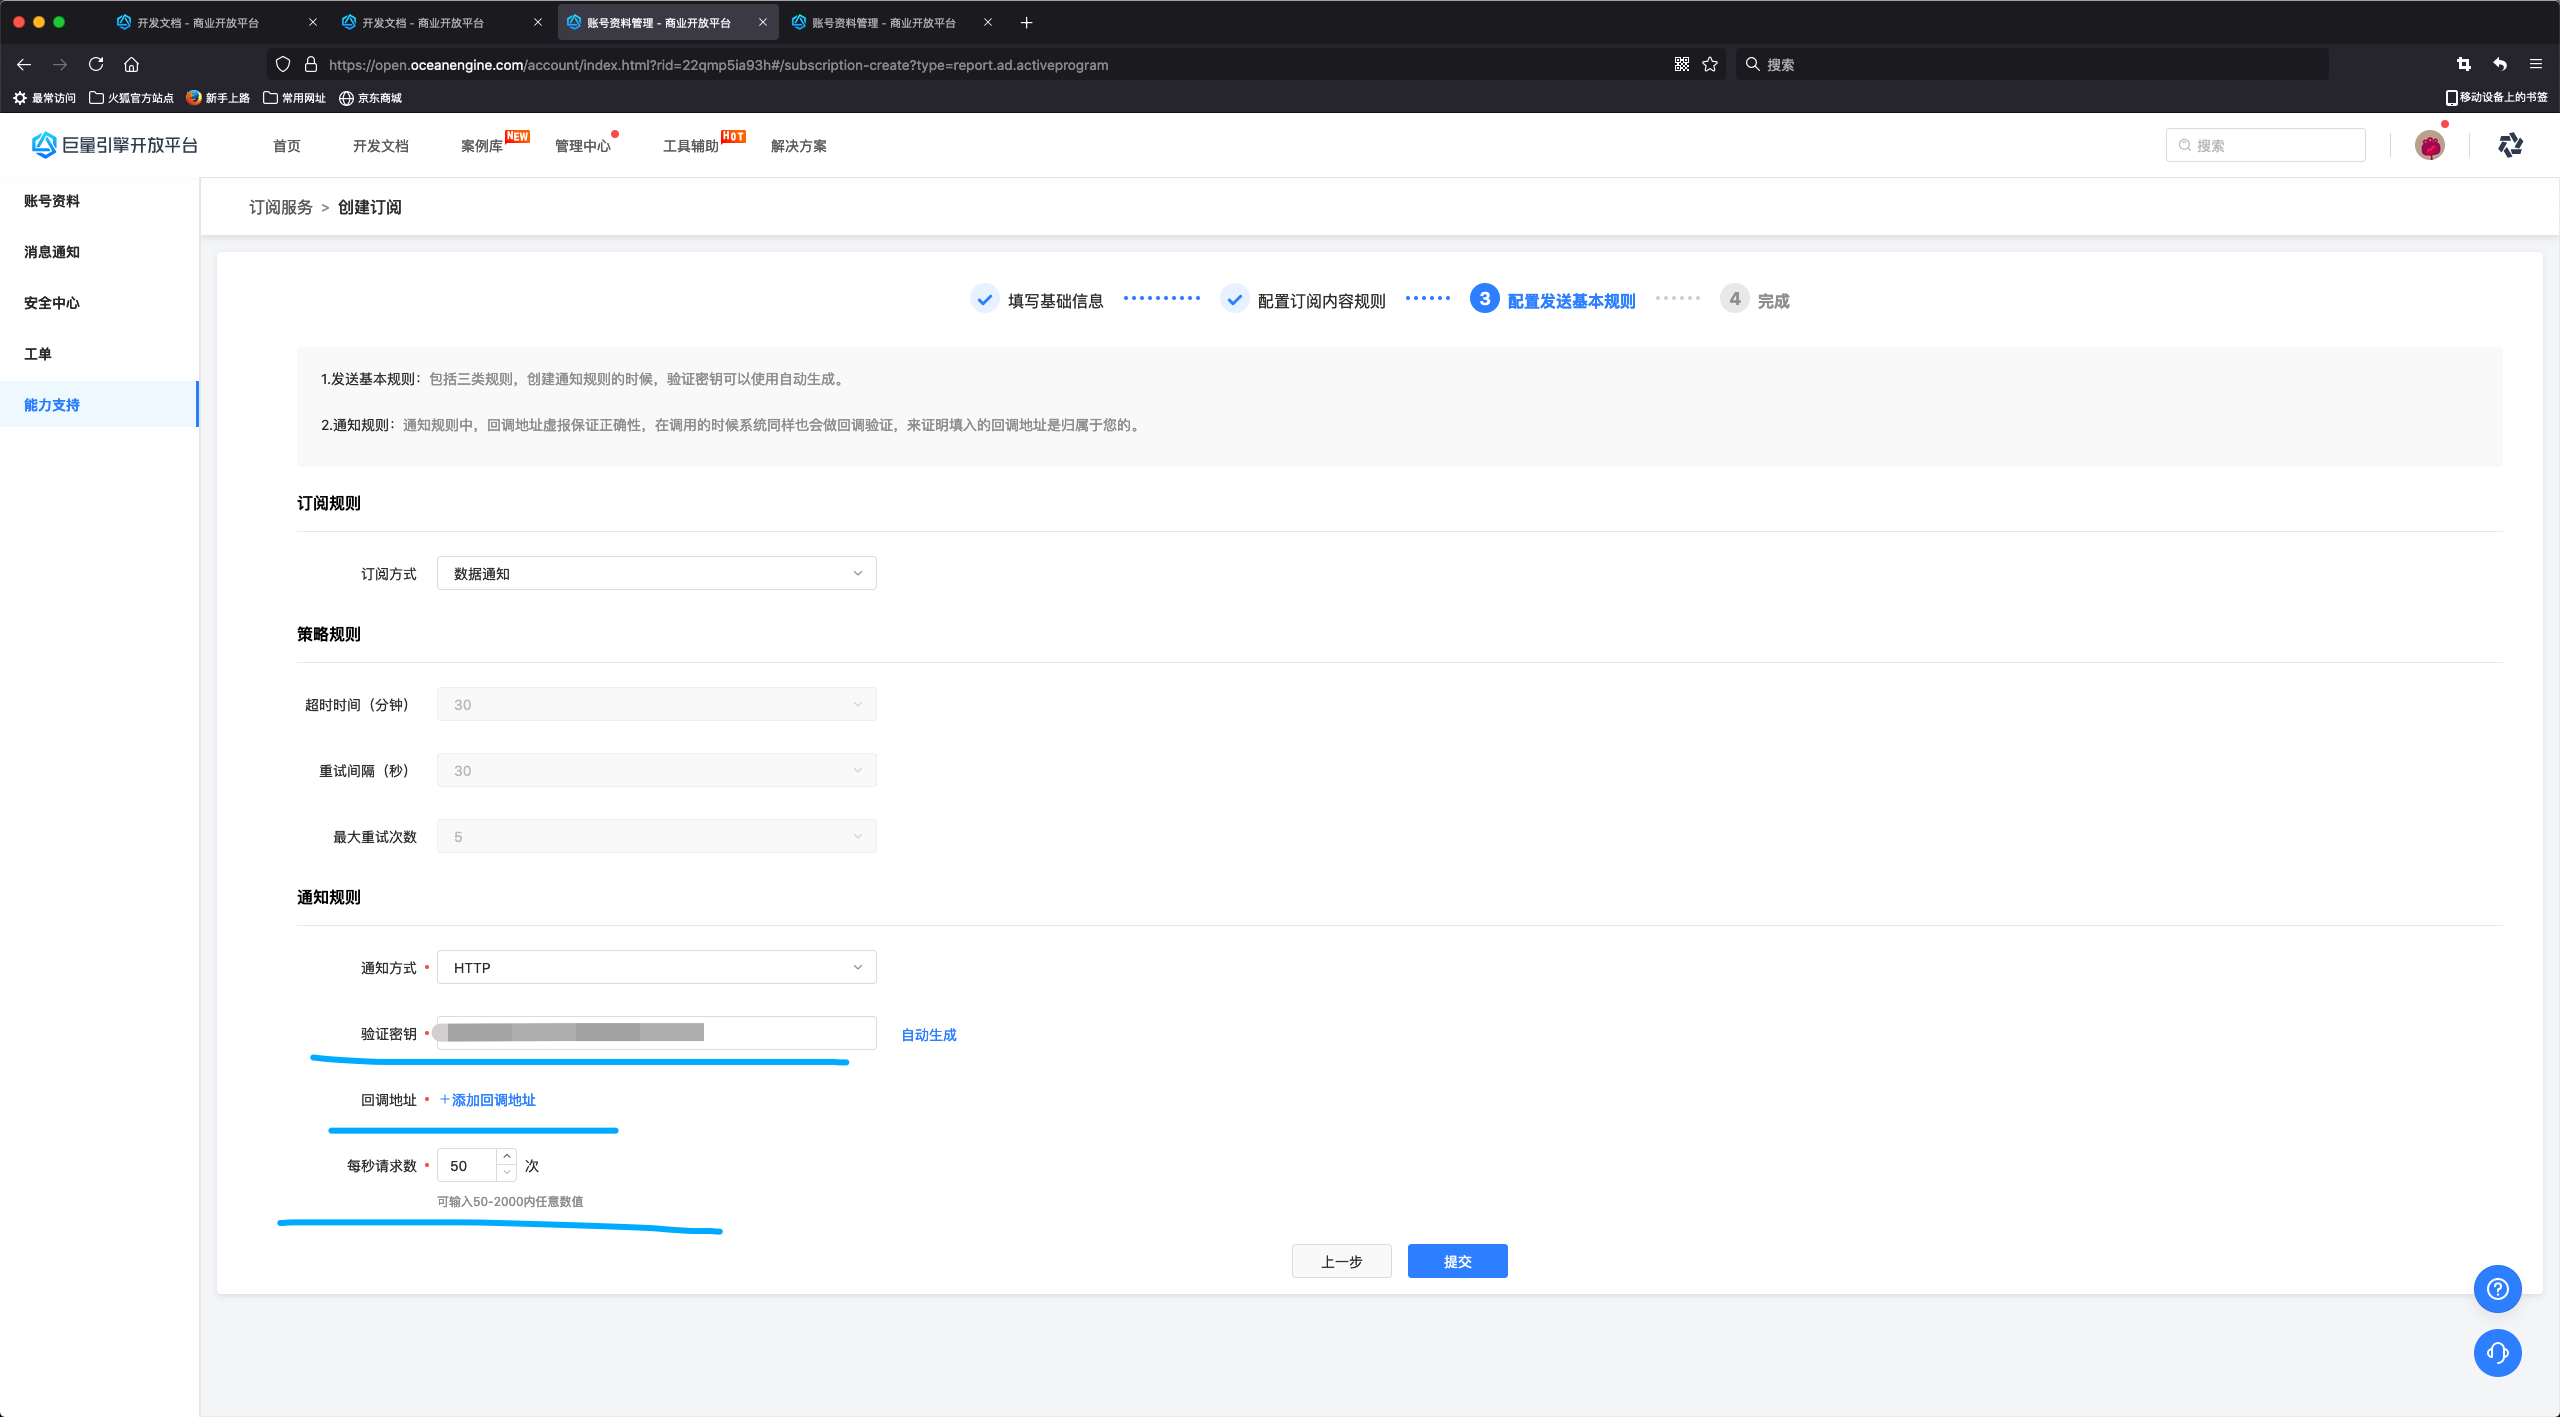 开发文档 - 商业开放平台
开发文档 - 商业开放平台
账号资料管理 - 商业开放平台
账号资料管理 - 商业开放平台
https://open.oceanengine.com/account/index.html?rid=22qmp5ia93h#/subscription-create?type=report.ad.activeprogram
搜索
最常访问
火狐官方站点
新手上路
常用网址
京东商城
移动设备上的书签
巨量引擎开放平台
首页
开发文档
案例库
NEW
管理中心
工具辅助
HOT
解决方案
搜索
账号资料
消息通知
安全中心
工单
能力支持
订阅服务 > 创建订阅
填写基础信息
配置订阅内容规则
3 配置发送基本规则
4 完成
1.发送基本规则：包括三类规则，创建通知规则的时候，验证密钥可以使用自动生成。
2.通知规则：通知规则中，回调地址虚报保证正确性，在调用的时候系统同样也会做回调验证，来证明填入的回调地址是归属于您的。
订阅规则
订阅方式 数据通知
策略规则
超时时间（分钟） 30
重试间隔（秒） 30
最大重试次数 5
通知规则
通知方式 HTTP
验证密钥 自动生成
回调地址 +添加回调地址
每秒请求数 50 次
可输入50-2000内任意数值
上一步
提交